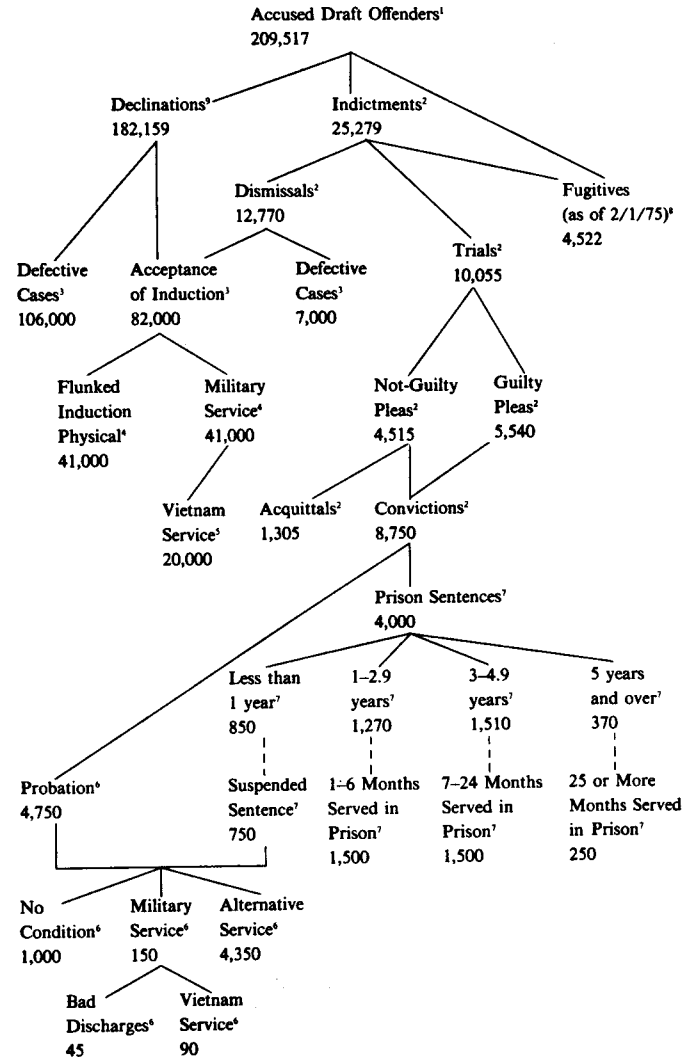 Accused Draft Offenders¹
209,517
Declinations⁹
182,159
Indictments²
25,279
Dismissals²
12,770
Fugitives
(as of 2/1/75)⁸
4,522
Trials²
10,055
Defective
Cases³
106,000
Acceptance
of Induction³
82,000
Defective
Cases³
7,000
Flunked
Induction
Physical⁴
41,000
Military
Service⁴
41,000
Not-Guilty
Pleas²
4,515
Guilty
Pleas²
5,540
Vietnam
Service⁵
20,000
Acquittals²
1,305
Convictions²
8,750
Prison Sentences⁷
4,000
Less than
1 year⁷
850
1–2.9
years⁷
1,270
3–4.9
years⁷
1,510
5 years
and over⁷
370
Probation⁶
4,750
Suspended
Sentence⁷
750
1–6 Months
Served in
Prison⁷
1,500
7–24 Months
Served in
Prison⁷
1,500
25 or More
Months Served
in Prison⁷
250
No
Condition⁶
1,000
Military
Service⁶
150
Alternative
Service⁶
4,350
Bad
Discharges⁶
45
Vietnam
Service⁶
90